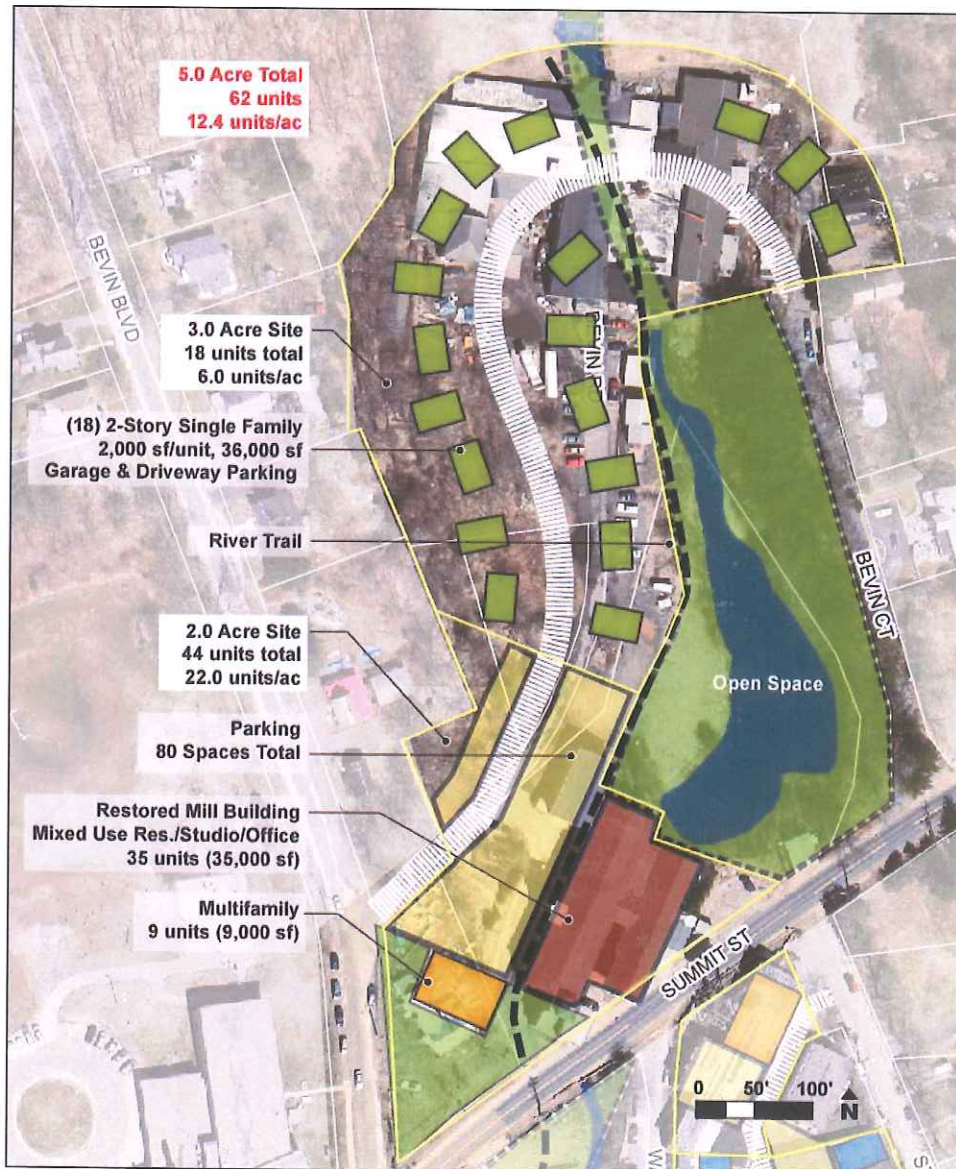 5.0 Acre Total
62 units
12.4 units/ac
BEVIN BLVD
3.0 Acre Site
18 units total
6.0 units/ac
(18) 2-Story Single Family
2,000 sf/unit, 36,000 sf
Garage & Driveway Parking
River Trail
BEVIN CT
2.0 Acre Site
44 units total
22.0 units/ac
Open Space
Parking
80 Spaces Total
Restored Mill Building
Mixed Use Res./Studio/Office
35 units (35,000 sf)
Multifamily
9 units (9,000 sf)
SUMMIT ST
0 50' 100'
N
W
S